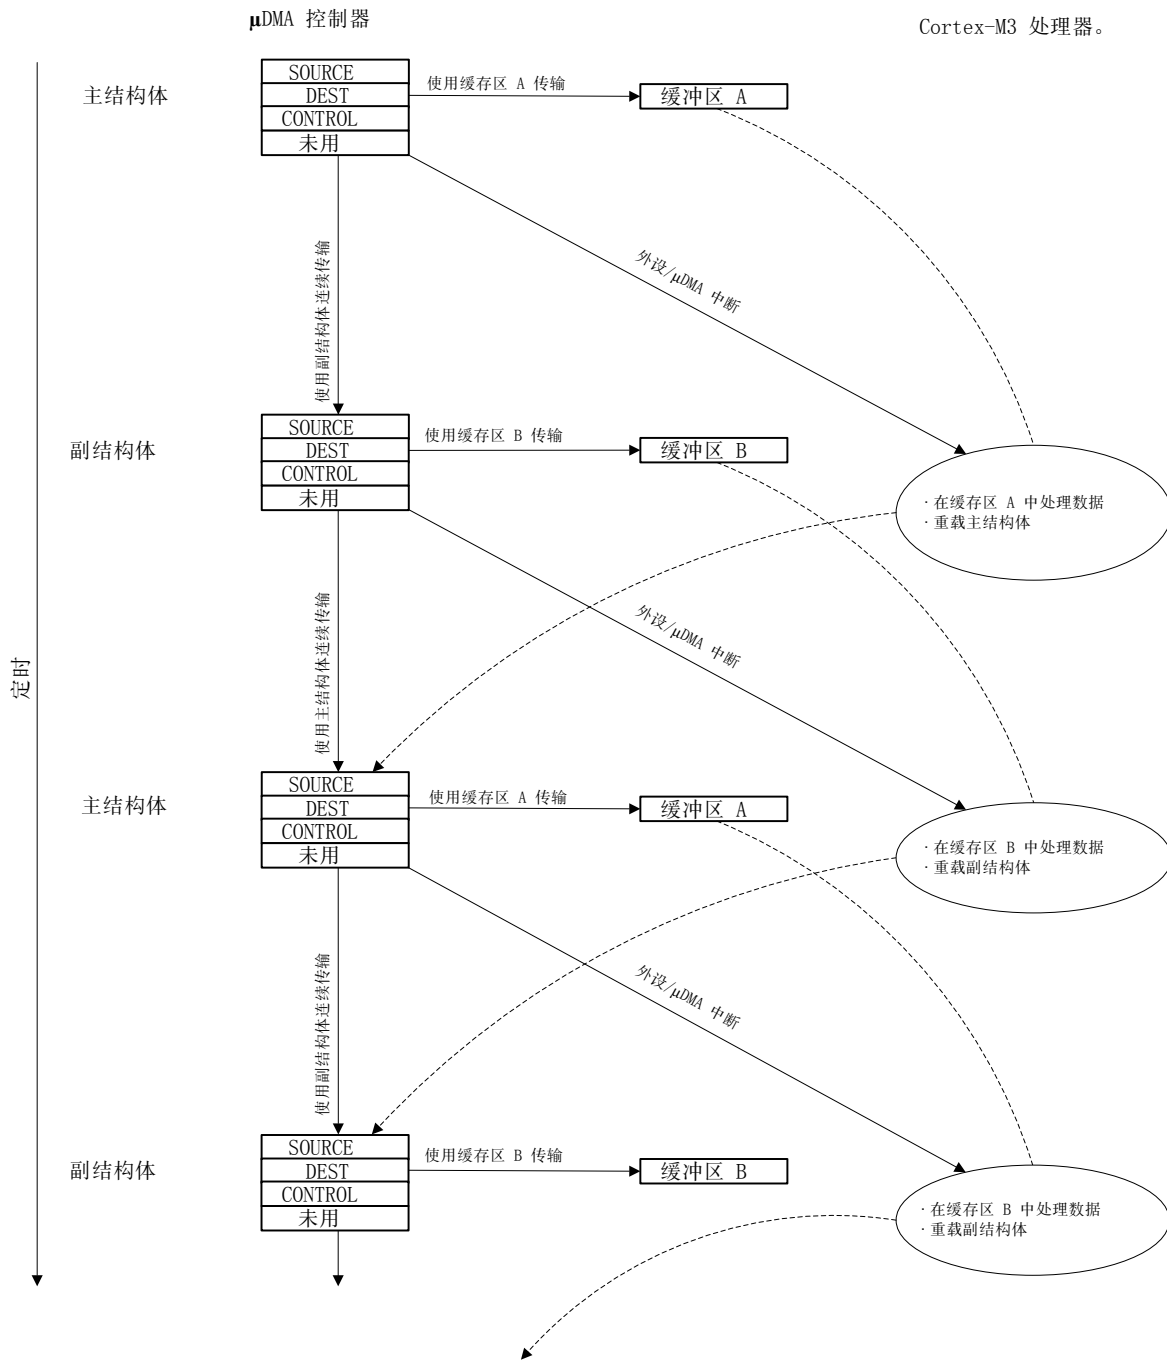 μDMA 控制器
Cortex-M3 处理器。
主结构体
SOURCE
DEST
CONTROL
未用
使用缓存区 A 传输
缓冲区 A
使用副结构体连续传输
外设/μDMA 中断
副结构体
SOURCE
DEST
CONTROL
未用
使用缓存区 B 传输
缓冲区 B
·在缓存区 A 中处理数据
·重载主结构体
使用主结构体连续传输
外设/μDMA 中断
定时
主结构体
SOURCE
DEST
CONTROL
未用
使用缓存区 A 传输
缓冲区 A
·在缓存区 B 中处理数据
·重载副结构体
使用副结构体连续传输
外设/μDMA 中断
副结构体
SOURCE
DEST
CONTROL
未用
使用缓存区 B 传输
缓冲区 B
·在缓存区 B 中处理数据
·重载副结构体